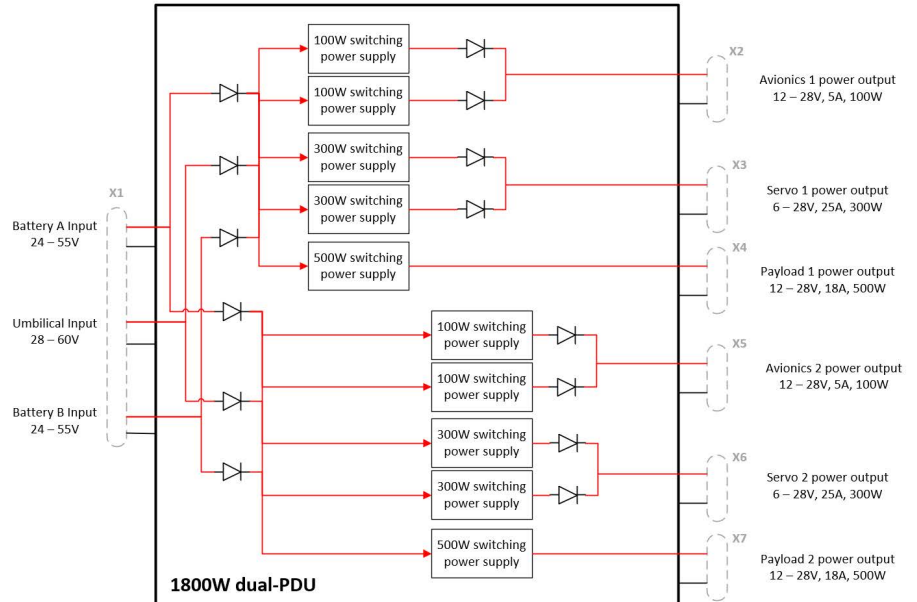 X1
Battery A Input
24 – 55V
Umbilical Input
28 – 60V
Battery B Input
24 – 55V
100W switching
power supply
100W switching
power supply
300W switching
power supply
300W switching
power supply
500W switching
power supply
100W switching
power supply
100W switching
power supply
300W switching
power supply
300W switching
power supply
500W switching
power supply
1800W dual-PDU
X2
Avionics 1 power output
12 – 28V, 5A, 100W
X3
Servo 1 power output
6 – 28V, 25A, 300W
X4
Payload 1 power output
12 – 28V, 18A, 500W
X5
Avionics 2 power output
12 – 28V, 5A, 100W
X6
Servo 2 power output
6 – 28V, 25A, 300W
X7
Payload 2 power output
12 – 28V, 18A, 500W